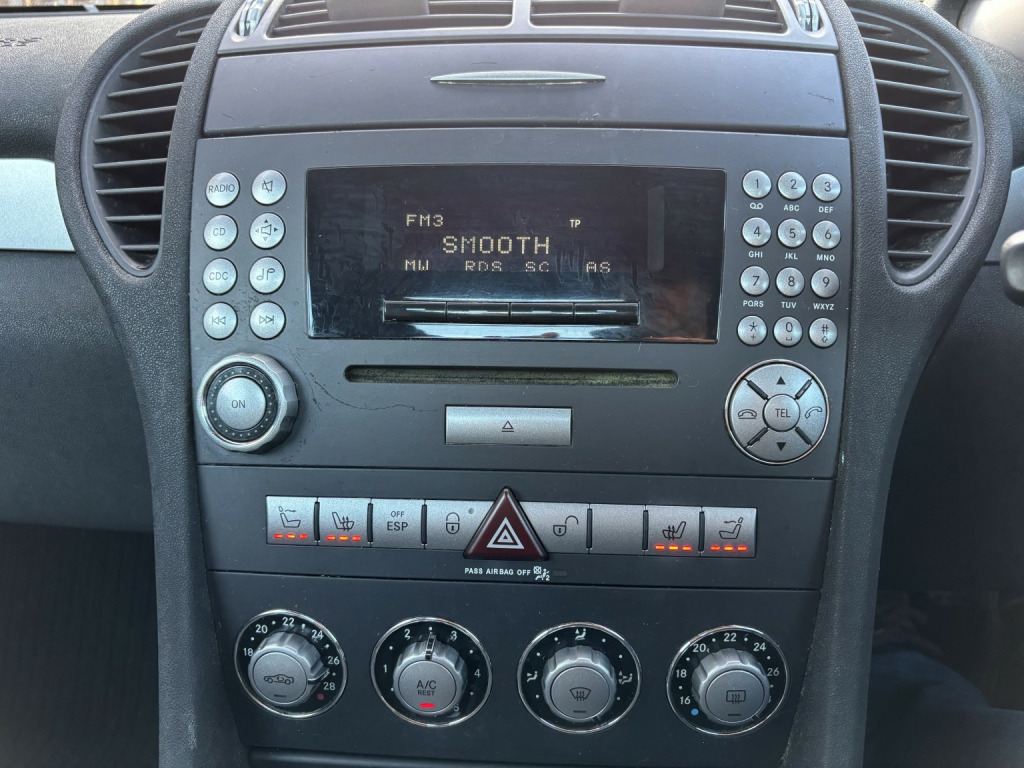 RADIO
CD
CDC
FM3 TP
SMOOTH
MW RDS SC AS
1 2 3
ABC DEF
4 5 6
GHI JKL MNO
7 8 9
PQRS TUV WXYZ
* 0 #
ON
TEL
OFF
ESP
PASS AIRBAG OFF
2
18 20 22 24 26 28
1 2 3 4 5
A/C
REST
16 18 20 22 24 26